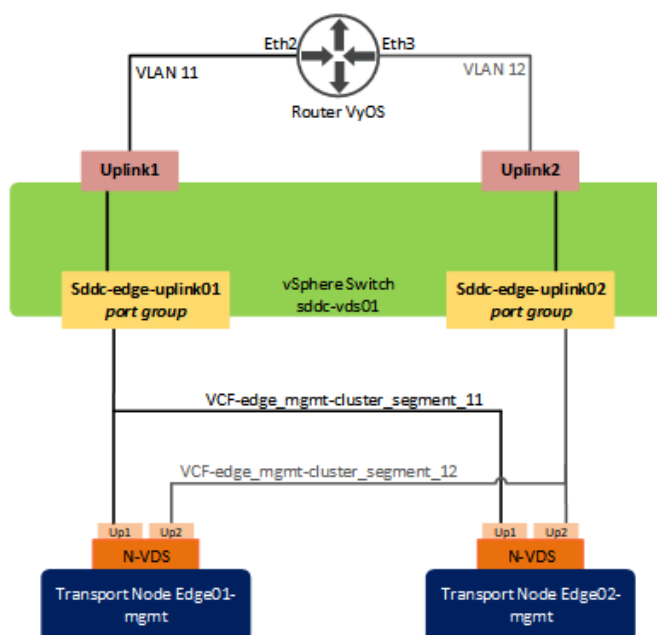 Eth2
Eth3
VLAN 11
VLAN 12
Router VyOS
Uplink1
Uplink2
Sddc-edge-uplink01
port group
vSphere Switch
sddc-vds01
Sddc-edge-uplink02
port group
VCF-edge_mgmt-cluster_segment_11
VCF-edge_mgmt-cluster_segment_12
Up1
Up2
Up1
Up2
N-VDS
N-VDS
Transport Node Edge01-
mgmt
Transport Node Edge02-
mgmt